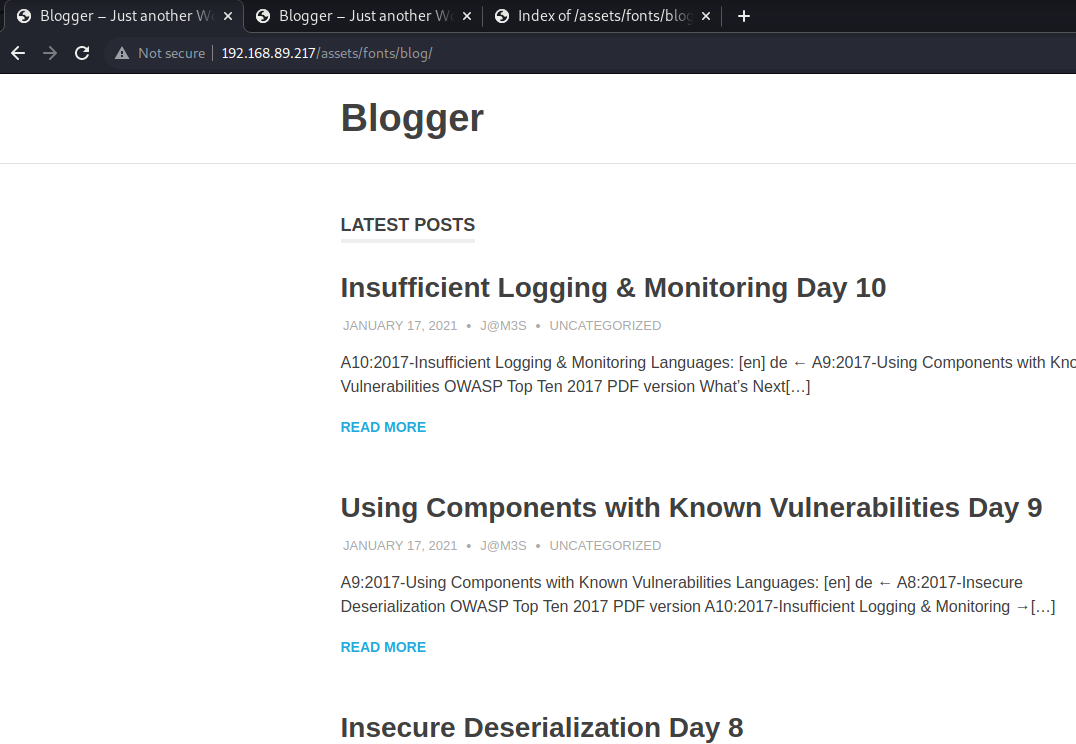 Blogger – Just another W
Blogger – Just another W
Index of /assets/fonts/blog
Not secure | 192.168.89.217/assets/fonts/blog/
Blogger
LATEST POSTS
Insufficient Logging & Monitoring Day 10
JANUARY 17, 2021 • J@M3S • UNCATEGORIZED
A10:2017-Insufficient Logging & Monitoring Languages: [en] de ← A9:2017-Using Components with Kno
Vulnerabilities OWASP Top Ten 2017 PDF version What’s Next[…]
READ MORE
Using Components with Known Vulnerabilities Day 9
JANUARY 17, 2021 • J@M3S • UNCATEGORIZED
A9:2017-Using Components with Known Vulnerabilities Languages: [en] de ← A8:2017-Insecure
Deserialization OWASP Top Ten 2017 PDF version A10:2017-Insufficient Logging & Monitoring →[…]
READ MORE
Insecure Deserialization Day 8